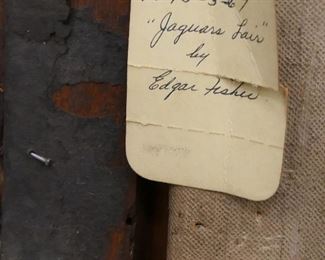 "Jaguars Lair"
by
Edgar Fisher